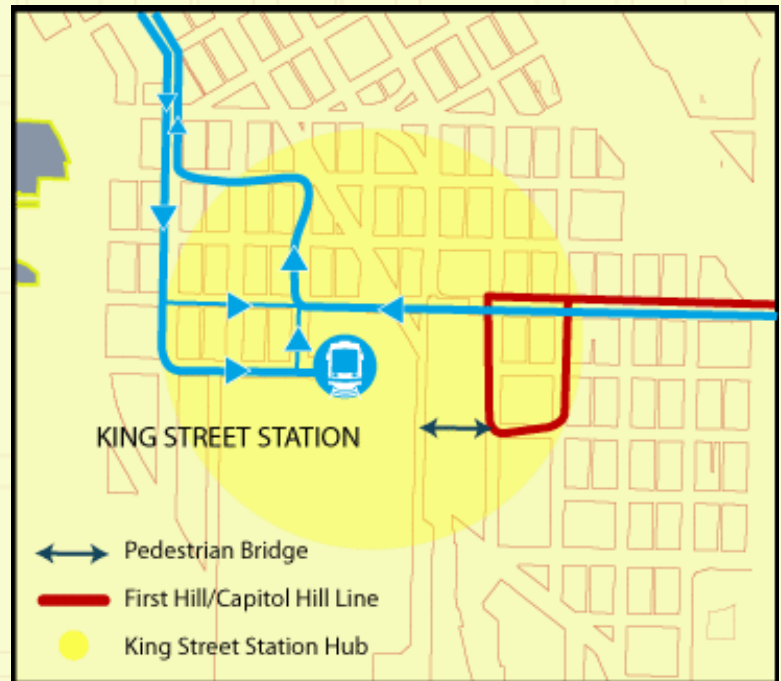 KING STREET STATION
Pedestrian Bridge
First Hill/Capitol Hill Line
King Street Station Hub